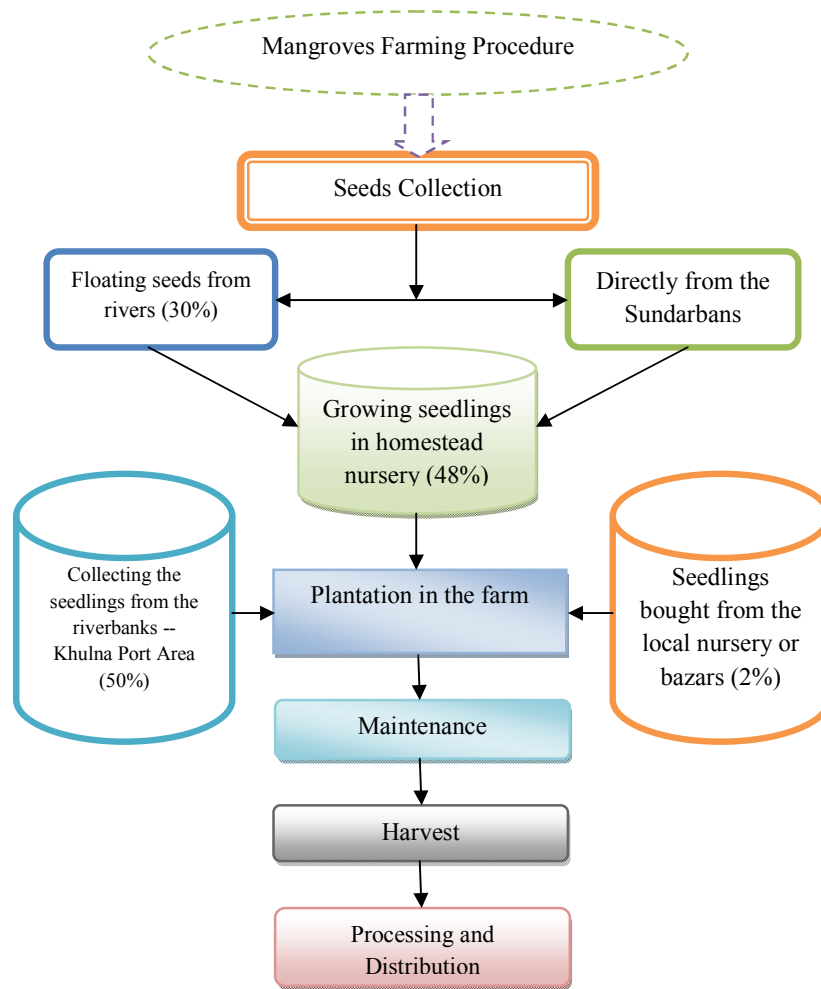 Mangroves Farming Procedure
Seeds Collection
Floating seeds from
rivers (30%)
Directly from the
Sundarbans
Growing seedlings
in homestead
nursery (48%)
Collecting the
seedlings from the
riverbanks --
Khulna Port Area
(50%)
Plantation in the farm
Seedlings
bought from the
local nursery or
bazars (2%)
Maintenance
Harvest
Processing and
Distribution